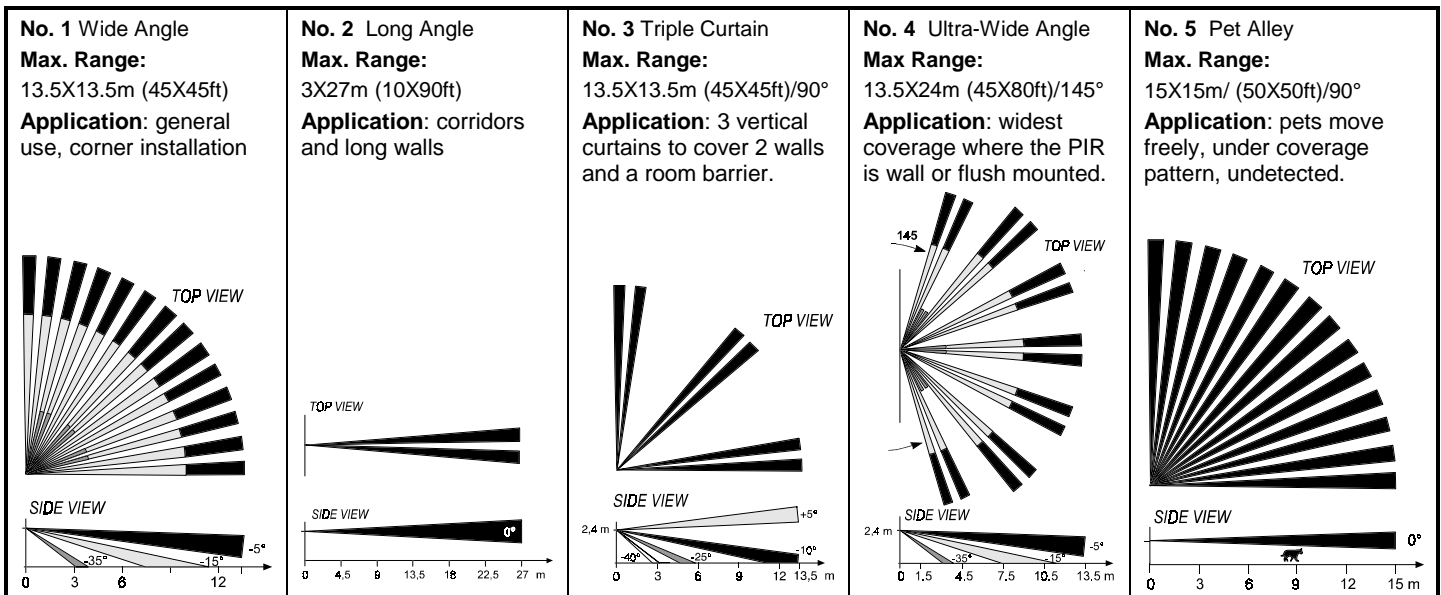 No. 1 Wide Angle
Max. Range:
13.5X13.5m (45X45ft)
Application: general
use, corner installation
TOP VIEW
SIDE VIEW
-5°
-35°
-15°
0 3 6 12
No. 2 Long Angle
Max. Range:
3X27m (10X90ft)
Application: corridors
and long walls
TOP VIEW
SIDE VIEW
0°
0 4,5 9 13,5 18 22,5 27 m
No. 3 Triple Curtain
Max. Range:
13.5X13.5m (45X45ft)/90°
Application: 3 vertical
curtains to cover 2 walls
and a room barrier.
TOP VIEW
SIDE VIEW
+5°
2,4 m
-40° -25° -10°
0 3 6 9 12 13,5 m
No. 4 Ultra-Wide Angle
Max Range:
13.5X24m (45X80ft)/145°
Application: widest
coverage where the PIR
is wall or flush mounted.
145
TOP VIEW
SIDE VIEW
2,4 m
-5°
-35° -15°
0 1,5 4,5 7,5 10,5 13,5 m
No. 5 Pet Alley
Max. Range:
15X15m/ (50X50ft)/90°
Application: pets move
freely, under coverage
pattern, undetected.
TOP VIEW
SIDE VIEW
0°
0 3 6 9 12 15 m